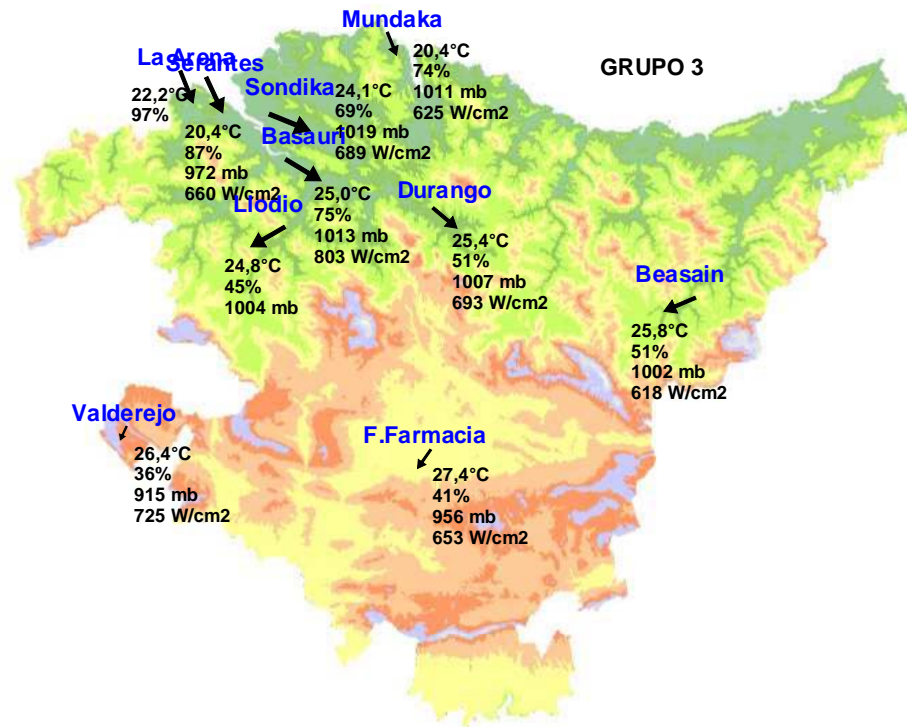 Mundaka
20,4°C
74%
1011 mb
625 W/cm2
GRUPO 3
La Arena
22,2°C
97%
Serantes
20,4°C
87%
972 mb
660 W/cm2
Sondika
24,1°C
69%
1019 mb
689 W/cm2
Basauri
25,0°C
75%
1013 mb
803 W/cm2
Llodio
24,8°C
45%
1004 mb
Durango
25,4°C
51%
1007 mb
693 W/cm2
Beasain
25,8°C
51%
1002 mb
618 W/cm2
Valderejo
26,4°C
36%
915 mb
725 W/cm2
F.Farmacia
27,4°C
41%
956 mb
653 W/cm2